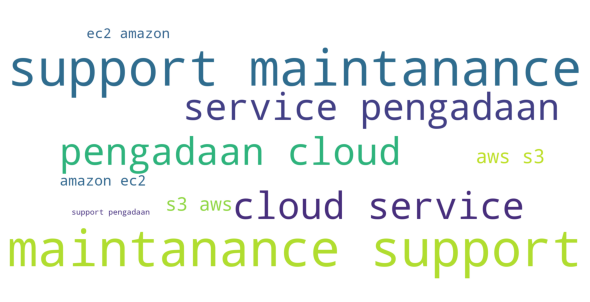 ec2 amazon
support maintanance
service pengadaan
pengadaan cloud
aws s3
amazon ec2
s3 aws
cloud service
support pengadaan
maintanance support